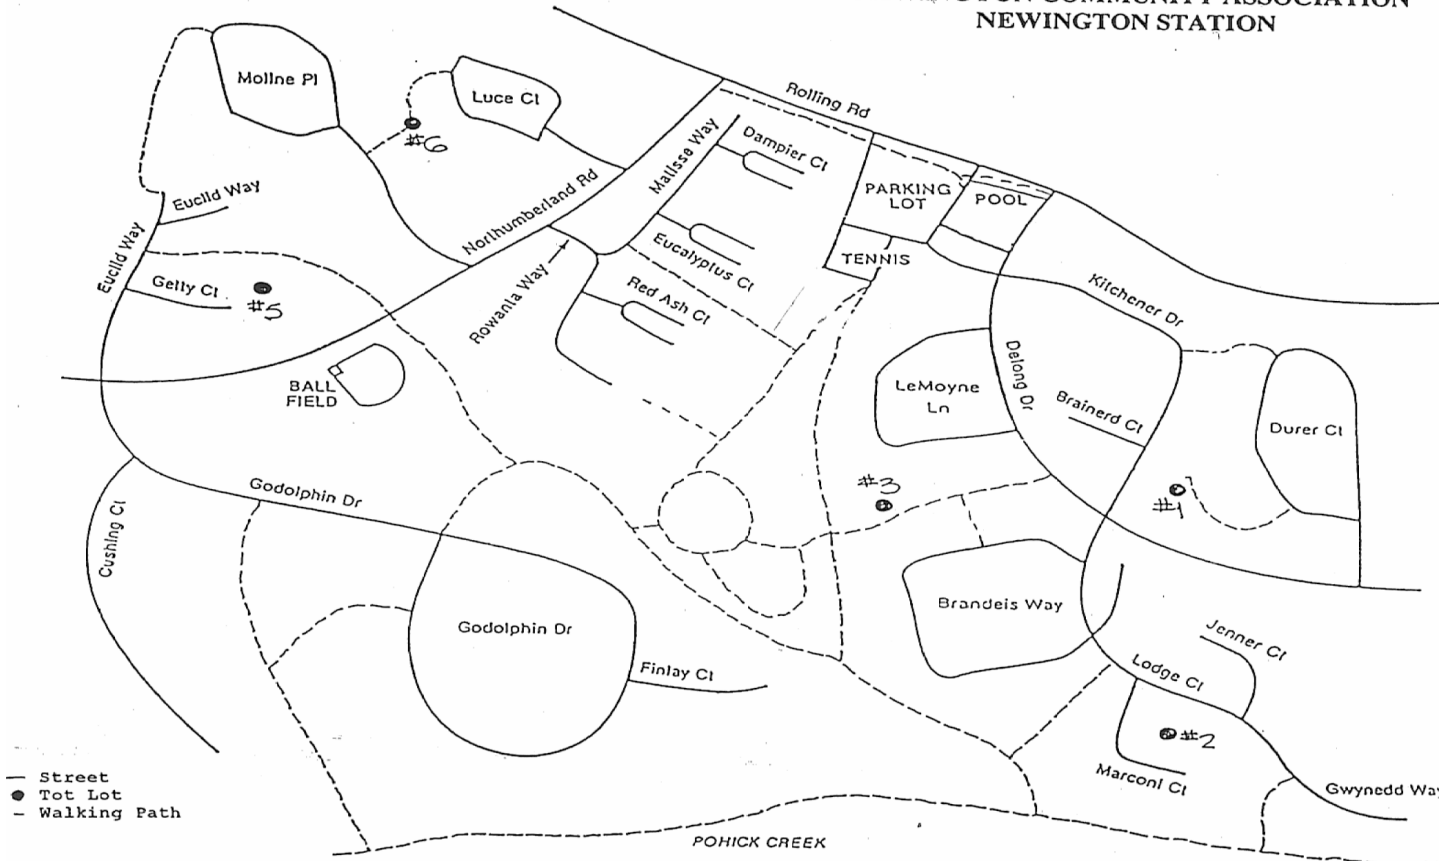 NEWINGTON STATION
Moline Pl
Luce Ct
#6
Rolling Rd
Matisse Way
Dampier Ct
PARKING
LOT
POOL
Euclid Way
Northumberland Rd
Euclid Way
Eucalyptus Ct
TENNIS
Gelly Ct
#5
Rowania Way
Red Ash Ct
Kitchener Dr
BALL
FIELD
LeMoyne
Ln
Delong Dr
Brainerd Ct
Durer Ct
#3
#1
Godolphin Dr
Cushing Ct
Brandeis Way
Godolphin Dr
Jenner Ct
Finlay Ct
Lodge Ct
#2
Marconi Ct
Gwynedd Way
Street
Tot Lot
Walking Path
POHICK CREEK